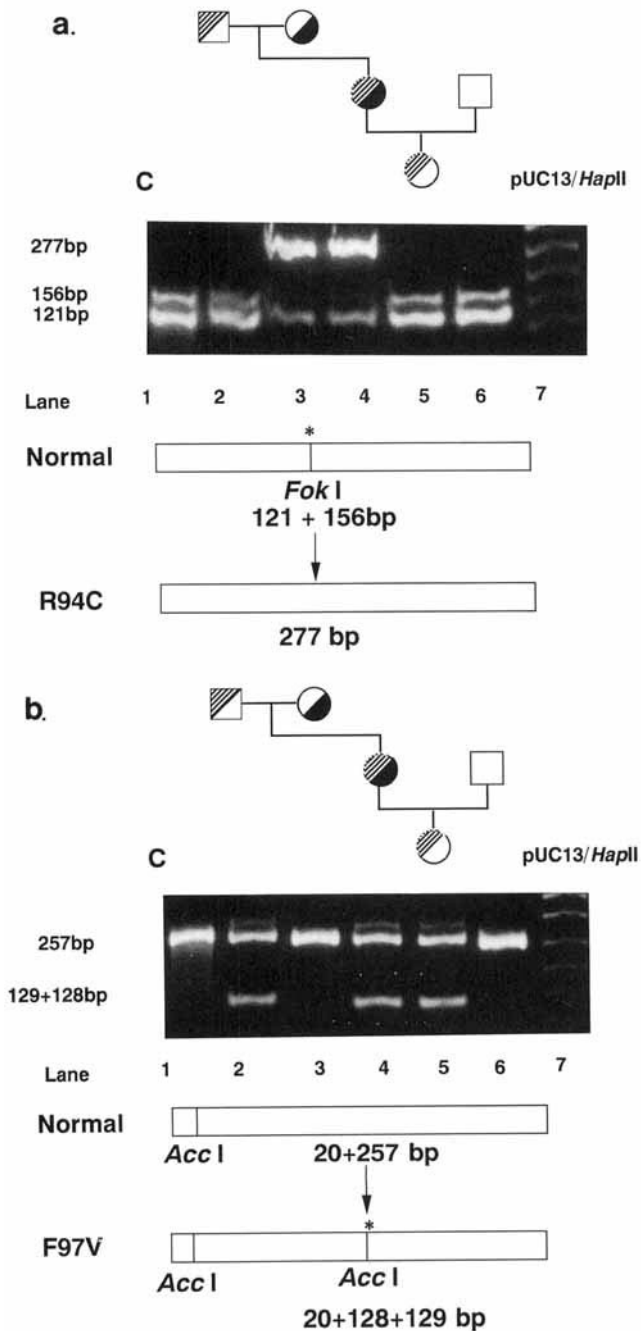 a.
C
pUC13/HapII
277bp
156bp
121bp
Lane 1 2 3 4 5 6 7
*
Normal
Fok I
121 + 156bp
R94C
277 bp
b.
C
pUC13/HapII
257bp
129+128bp
Lane 1 2 3 4 5 6 7
Normal
Acc I 20+257 bp
*
F97V
Acc I Acc I
20+128+129 bp